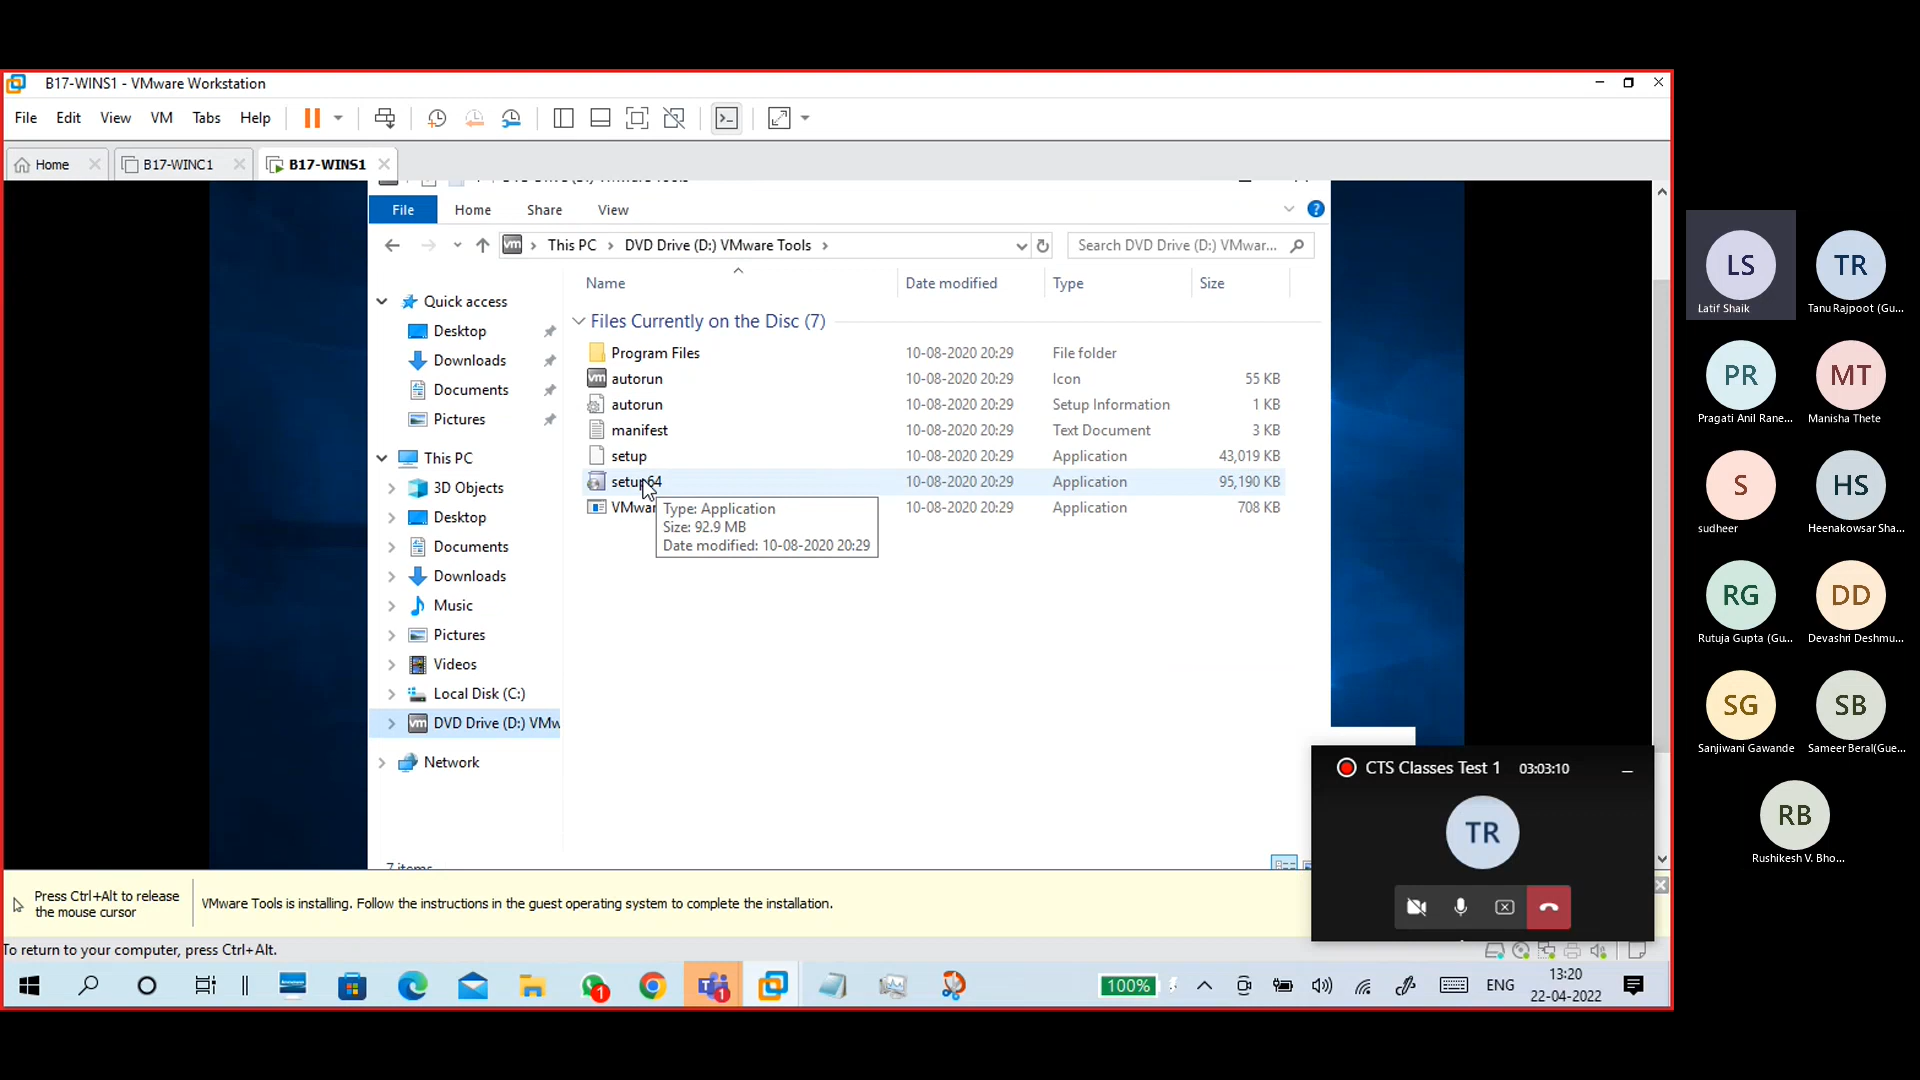 B17-WINS1 - VMware Workstation
File Edit View VM Tabs Help
Home B17-WINC1 B17-WINS1
File Home Share View
This PC DVD Drive (D:) VMware Tools
Search DVD Drive (D:) VMwar...
Name Date modified Type Size
Files Currently on the Disc (7)
Program Files 10-08-2020 20:29 File folder
autorun 10-08-2020 20:29 Icon 55 KB
autorun 10-08-2020 20:29 Setup Information 1 KB
manifest 10-08-2020 20:29 Text Document 3 KB
setup 10-08-2020 20:29 Application 43,019 KB
setup64 10-08-2020 20:29 Application 95,190 KB
10-08-2020 20:29 Application 708 KB
Type: Application
Size: 92.9 MB
Date modified: 10-08-2020 20:29
Quick access
Desktop
Downloads
Documents
Pictures
This PC
3D Objects
Desktop
Documents
Downloads
Music
Pictures
Videos
Local Disk (C:)
DVD Drive (D:) VMw
Network
7 items
CTS Classes Test 1 03:03:10
TR
Press Ctrl+Alt to release
the mouse cursor
VMware Tools is installing. Follow the instructions in the guest operating system to complete the installation.
To return to your computer, press Ctrl+Alt.
100%
ENG
13:20
22-04-2022
LS
Latif Shaik
TR
Tanu Rajpoot (Gu...
PR
Pragati Anil Rane...
MT
Manisha Thete
S
sudheer
HS
Heenakowsar Sha...
RG
Rutuja Gupta (Gu...
DD
Devashri Deshmu...
SG
Sanjiwani Gawande
SB
Sameer Beral(Gue...
RB
Rushikesh V. Bho...